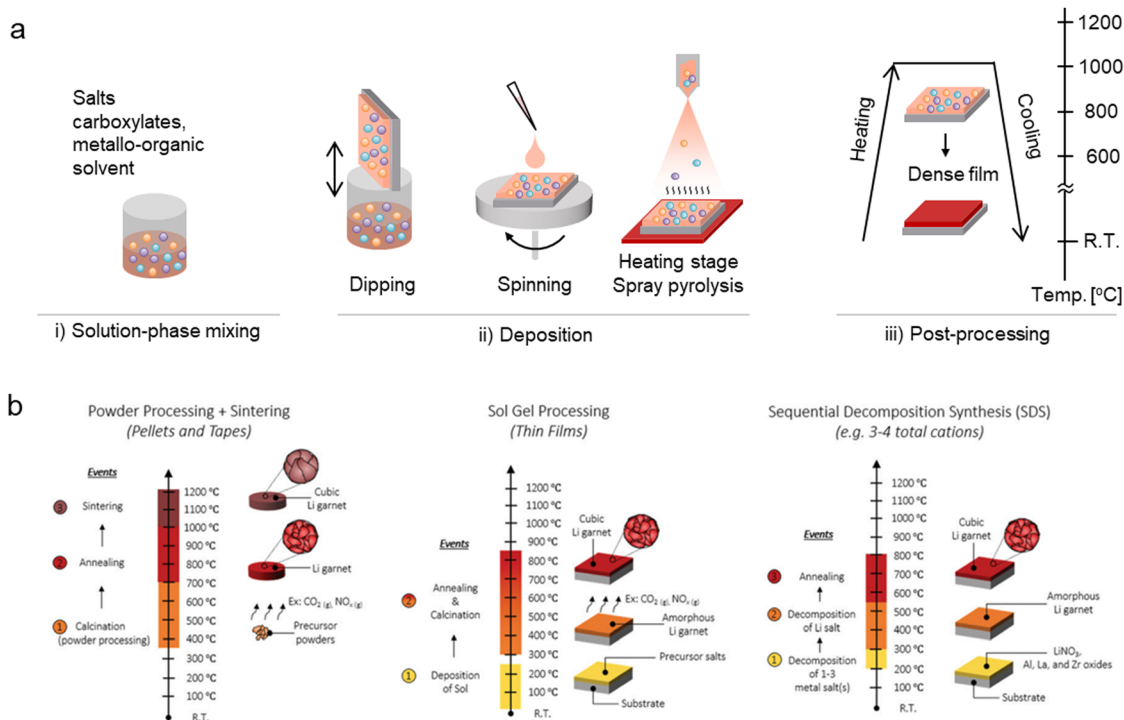 a
Salts
carboxylates,
metallo-organic
solvent
Dipping
Spinning
Heating stage
Spray pyrolysis
Heating
Cooling
Dense film
1200
1000
800
600
R.T.
Temp. [°C]
i) Solution-phase mixing
ii) Deposition
iii) Post-processing
b
Powder Processing + Sintering
(Pellets and Tapes)
Events
3 Sintering
2 Annealing
1 Calcination
(powder processing)
1200 °C
1100 °C
1000 °C
900 °C
800 °C
700 °C
600 °C
500 °C
400 °C
300 °C
200 °C
100 °C
R.T.
Cubic
Li garnet
Li garnet
Ex: CO2 (g), NOx (g)
Precursor
powders
Sol Gel Processing
(Thin Films)
Events
2 Annealing
&
Calcination
1 Deposition
of Sol
1200 °C
1100 °C
1000 °C
900 °C
800 °C
700 °C
600 °C
500 °C
400 °C
300 °C
200 °C
100 °C
R.T.
Cubic
Li garnet
Ex: CO2 (g), NOx (g)
Amorphous
Li garnet
Precursor salts
Substrate
Sequential Decomposition Synthesis (SDS)
(e.g. 3-4 total cations)
Events
3 Annealing
2 Decomposition
of Li salt
1 Decomposition
of 1-3
metal salt(s)
1200 °C
1100 °C
1000 °C
900 °C
800 °C
700 °C
600 °C
500 °C
400 °C
300 °C
200 °C
100 °C
R.T.
Cubic
Li garnet
Amorphous
Li garnet
LiNO3,
Al, La, and Zr oxides
Substrate